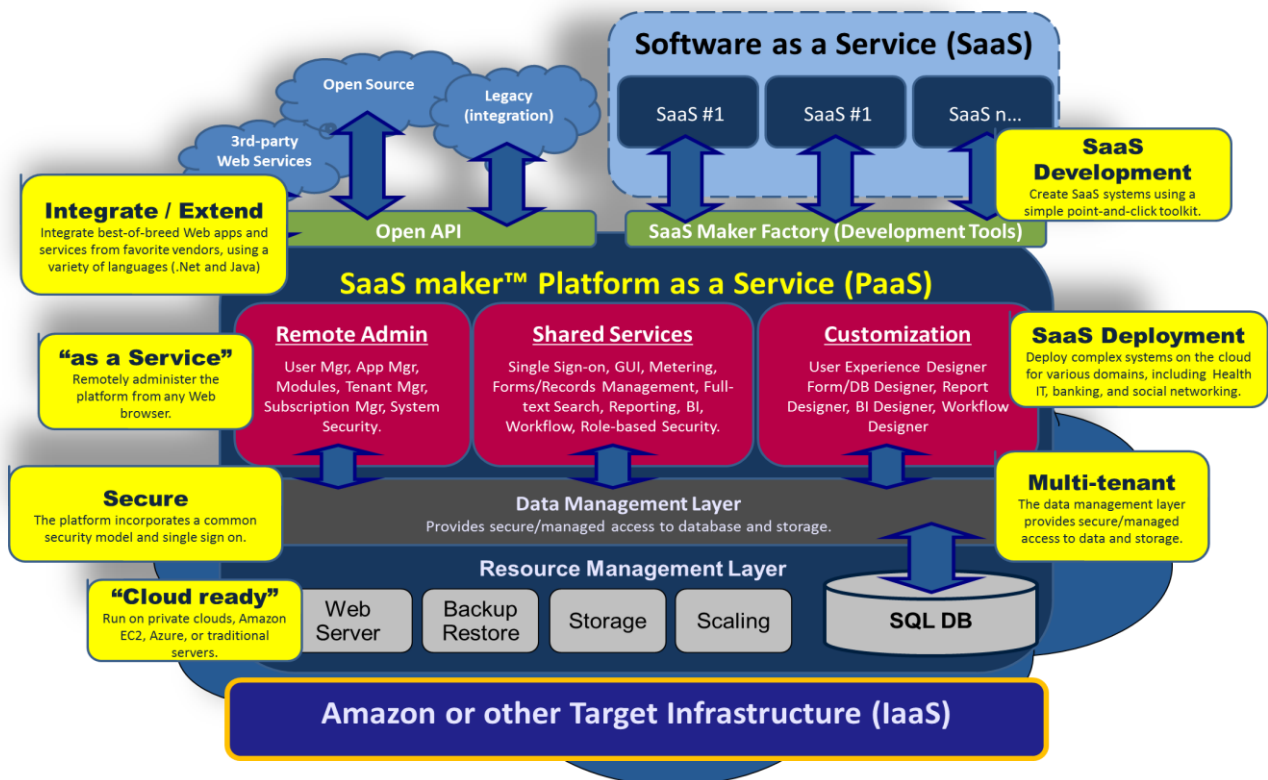 Software as a Service (SaaS)
SaaS #1
SaaS #1
SaaS n...
Open Source
Legacy
(integration)
3rd-party
Web Services
SaaS
Development
Create SaaS systems using a
simple point-and-click toolkit.
Integrate / Extend
Integrate best-of-breed Web apps and
services from favorite vendors, using a
variety of languages (.Net and Java)
Open API
SaaS Maker Factory (Development Tools)
SaaS maker™ Platform as a Service (PaaS)
Remote Admin
User Mgr, App Mgr,
Modules, Tenant Mgr,
Subscription Mgr, System
Security.
Shared Services
Single Sign-on, GUI, Metering,
Forms/Records Management, Full-
text Search, Reporting, BI,
Workflow, Role-based Security.
Customization
User Experience Designer
Form/DB Designer, Report
Designer, BI Designer, Workflow
Designer
“as a Service”
Remotely administer the
platform from any Web
browser.
SaaS Deployment
Deploy complex systems on the cloud
for various domains, including Health
IT, banking, and social networking.
Secure
The platform incorporates a common
security model and single sign on.
Data Management Layer
Provides secure/managed access to database and storage.
Multi-tenant
The data management layer
provides secure/managed
access to data and storage.
Resource Management Layer
“Cloud ready”
Run on private clouds, Amazon
EC2, Azure, or traditional
servers.
Web
Server
Backup
Restore
Storage
Scaling
SQL DB
Amazon or other Target Infrastructure (IaaS)